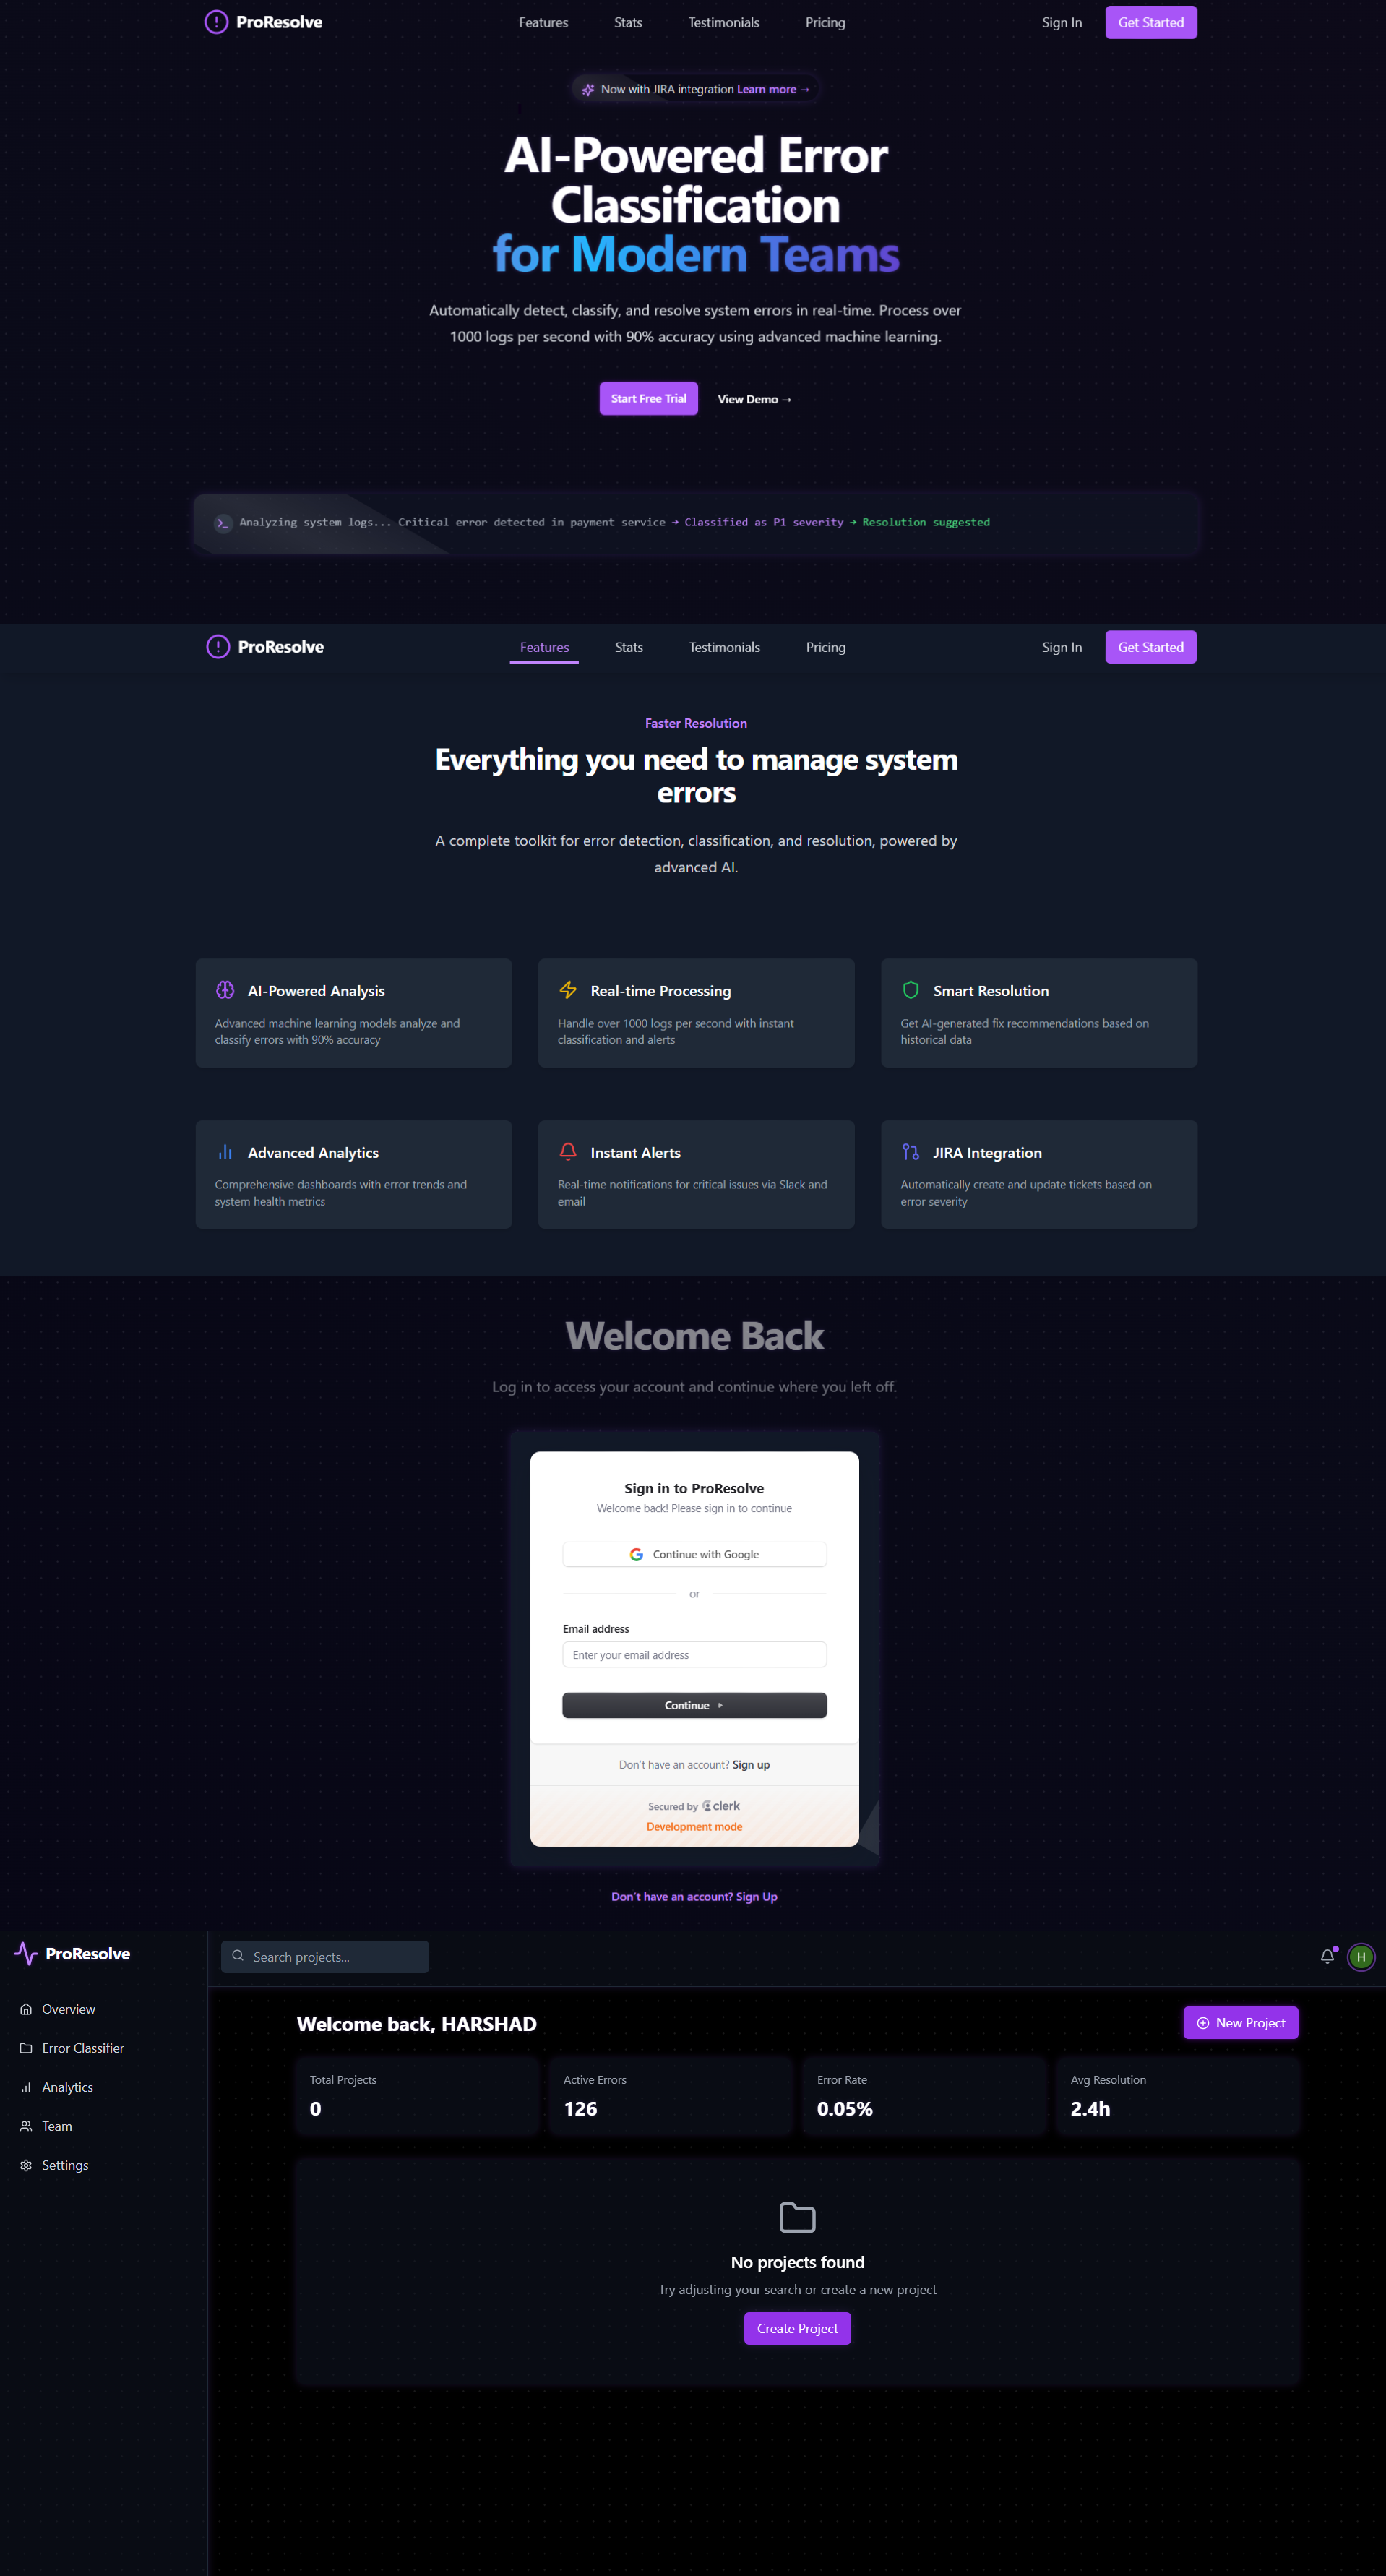 ProResolve Features Stats Testimonials Pricing Sign In Get Started
Now with JIRA integration Learn more →
AI-Powered Error
Classification
for Modern Teams
Automatically detect, classify, and resolve system errors in real-time. Process over
1000 logs per second with 90% accuracy using advanced machine learning.
Start Free Trial View Demo →
Analyzing system logs... Critical error detected in payment service → Classified as P1 severity → Resolution suggested
ProResolve Features Stats Testimonials Pricing Sign In Get Started
Faster Resolution
Everything you need to manage system
errors
A complete toolkit for error detection, classification, and resolution, powered by
advanced AI.
AI-Powered Analysis
Advanced machine learning models analyze and
classify errors with 90% accuracy
Real-time Processing
Handle over 1000 logs per second with instant
classification and alerts
Smart Resolution
Get AI-generated fix recommendations based on
historical data
Advanced Analytics
Comprehensive dashboards with error trends and
system health metrics
Instant Alerts
Real-time notifications for critical issues via Slack and
email
JIRA Integration
Automatically create and update tickets based on
error severity
Welcome Back
Log in to access your account and continue where you left off.
Sign in to ProResolve
Welcome back! Please sign in to continue
Continue with Google
or
Email address
Enter your email address
Continue
Don't have an account? Sign up
Secured by clerk
Development mode
Don't have an account? Sign Up
ProResolve
Search projects...
H
Overview
Error Classifier
Analytics
Team
Settings
Welcome back, HARSHAD
New Project
Total Projects
0
Active Errors
126
Error Rate
0.05%
Avg Resolution
2.4h
No projects found
Try adjusting your search or create a new project
Create Project